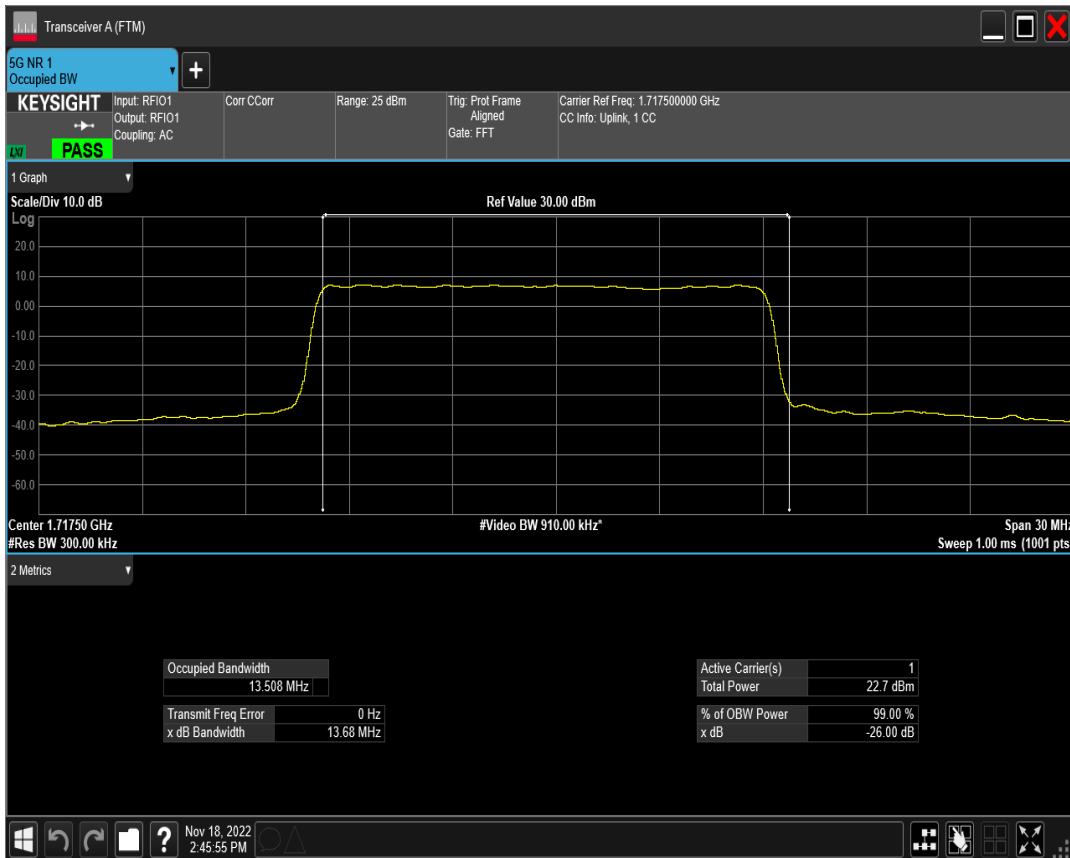 Transceiver A (FTM)
5G NR 1
Occupied BW
+
KEYSIGHT
LXI
PASS
Input: RFIO1
Output: RFIO1
Coupling: AC
Corr CCorr
Range: 25 dBm
Trig: Prot Frame
Aligned
Gate: FFT
Carrier Ref Freq: 1.717500000 GHz
CC Info: Uplink, 1 CC
1 Graph
Scale/Div 10.0 dB
Ref Value 30.00 dBm
Log
20.0
10.0
0.00
-10.0
-20.0
-30.0
-40.0
-50.0
-60.0
Center 1.71750 GHz
#Video BW 910.00 kHz*
Span 30 MHz
#Res BW 300.00 kHz
Sweep 1.00 ms (1001 pts
2 Metrics
Occupied Bandwidth
13.508 MHz
Transmit Freq Error 0 Hz
x dB Bandwidth 13.68 MHz
Active Carrier(s) 1
Total Power 22.7 dBm
% of OBW Power 99.00 %
x dB -26.00 dB
?
Nov 18, 2022
2:45:55 PM